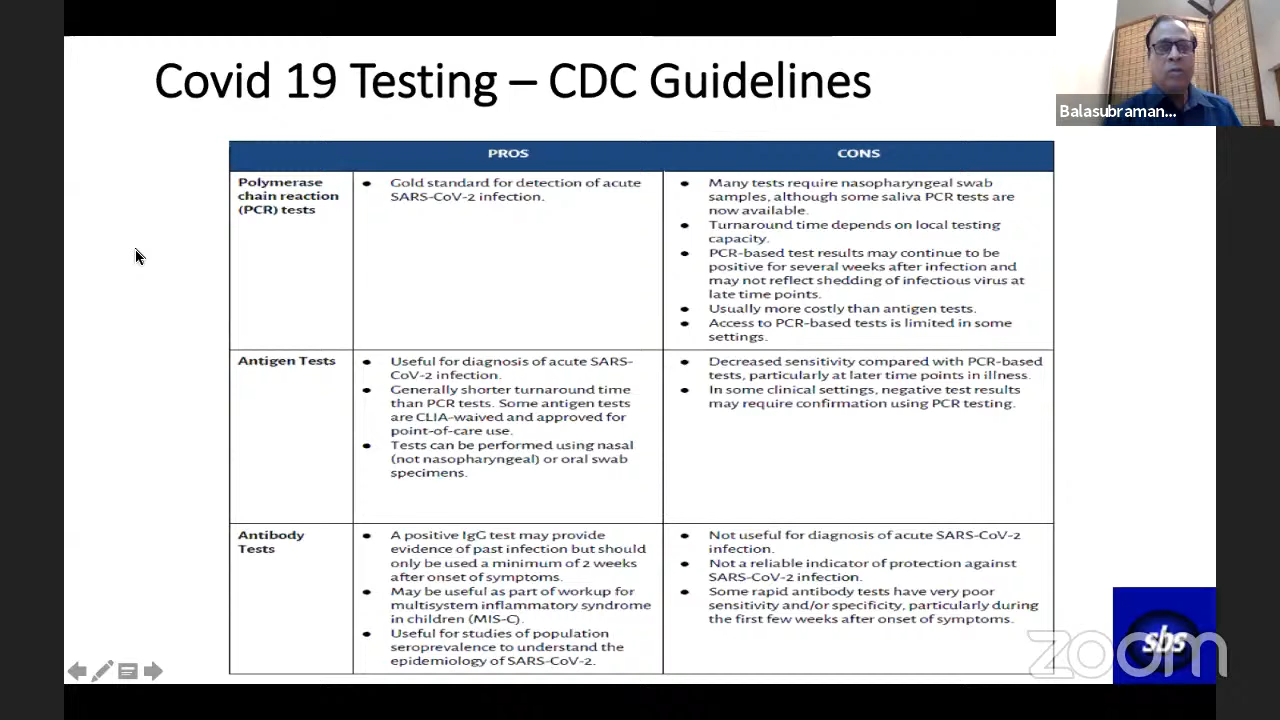 Covid 19 Testing – CDC Guidelines
Balasubraman...
PROS
CONS
Polymerase
chain reaction
(PCR) tests
● Gold standard for detection of acute
SARS-CoV-2 infection.
● Many tests require nasopharyngeal swab
samples, although some saliva PCR tests are
now available.
● Turnaround time depends on local testing
capacity.
● PCR-based test results may continue to be
positive for several weeks after infection and
may not reflect shedding of infectious virus at
late time points.
● Usually more costly than antigen tests.
● Access to PCR-based tests is limited in some
settings.
Antigen Tests
● Useful for diagnosis of acute SARS-
CoV-2 infection.
● Generally shorter turnaround time
than PCR tests. Some antigen tests
are CLIA-waived and approved for
point-of-care use.
● Tests can be performed using nasal
(not nasopharyngeal) or oral swab
specimens.
● Decreased sensitivity compared with PCR-based
tests, particularly at later time points in illness.
● In some clinical settings, negative test results
may require confirmation using PCR testing.
Antibody
Tests
● A positive IgG test may provide
evidence of past infection but should
only be used a minimum of 2 weeks
after onset of symptoms.
● May be useful as part of workup for
multisystem inflammatory syndrome
in children (MIS-C).
● Useful for studies of population
seroprevalence to understand the
epidemiology of SARS-CoV-2.
● Not useful for diagnosis of acute SARS-CoV-2
infection.
● Not a reliable indicator of protection against
SARS-CoV-2 infection.
● Some rapid antibody tests have very poor
sensitivity and/or specificity, particularly during
the first few weeks after onset of symptoms.
sbs
zoom